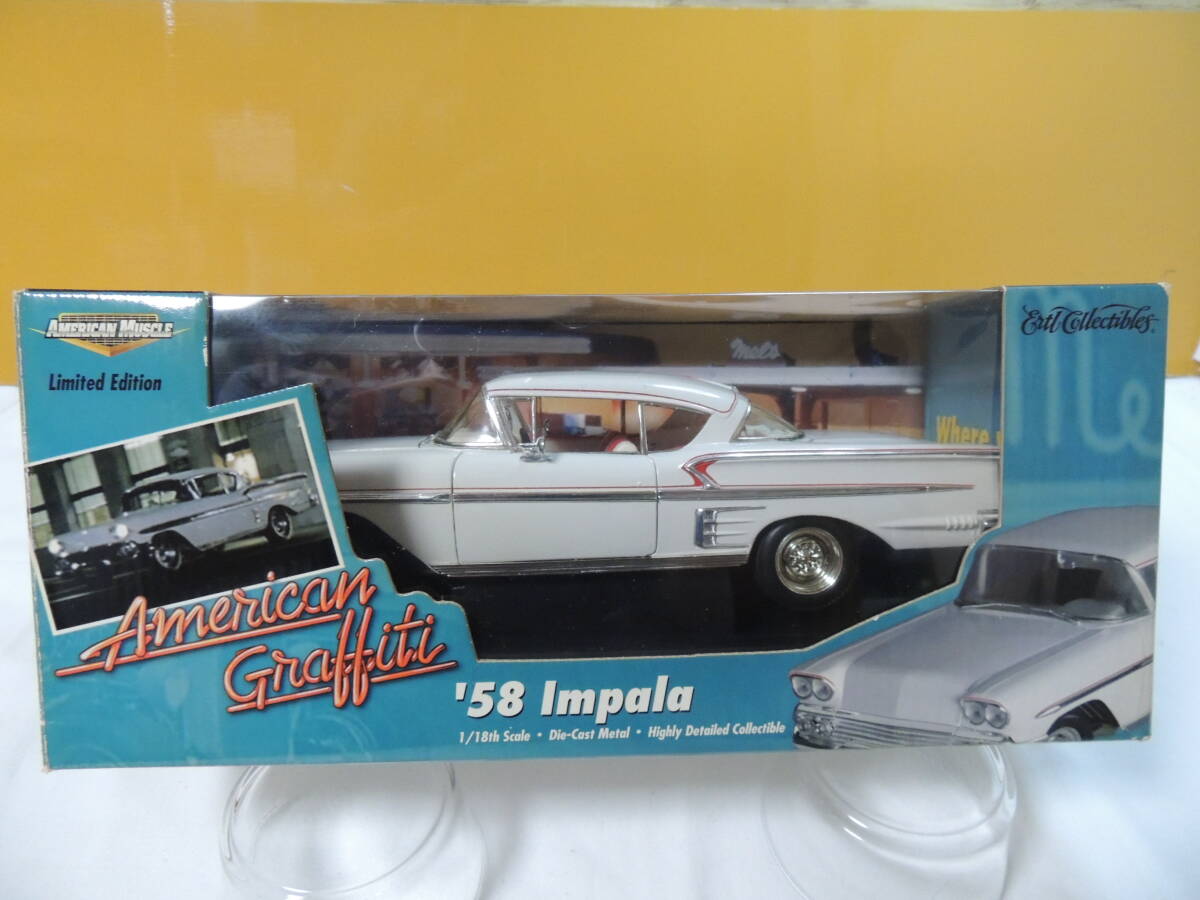 AMERICAN MUSCLE
Limited Edition
Ertl Collectibles
Mel's
Where
Me
American
Graffiti
'58 Impala
1/18th Scale • Die-Cast Metal • Highly Detailed Collectible